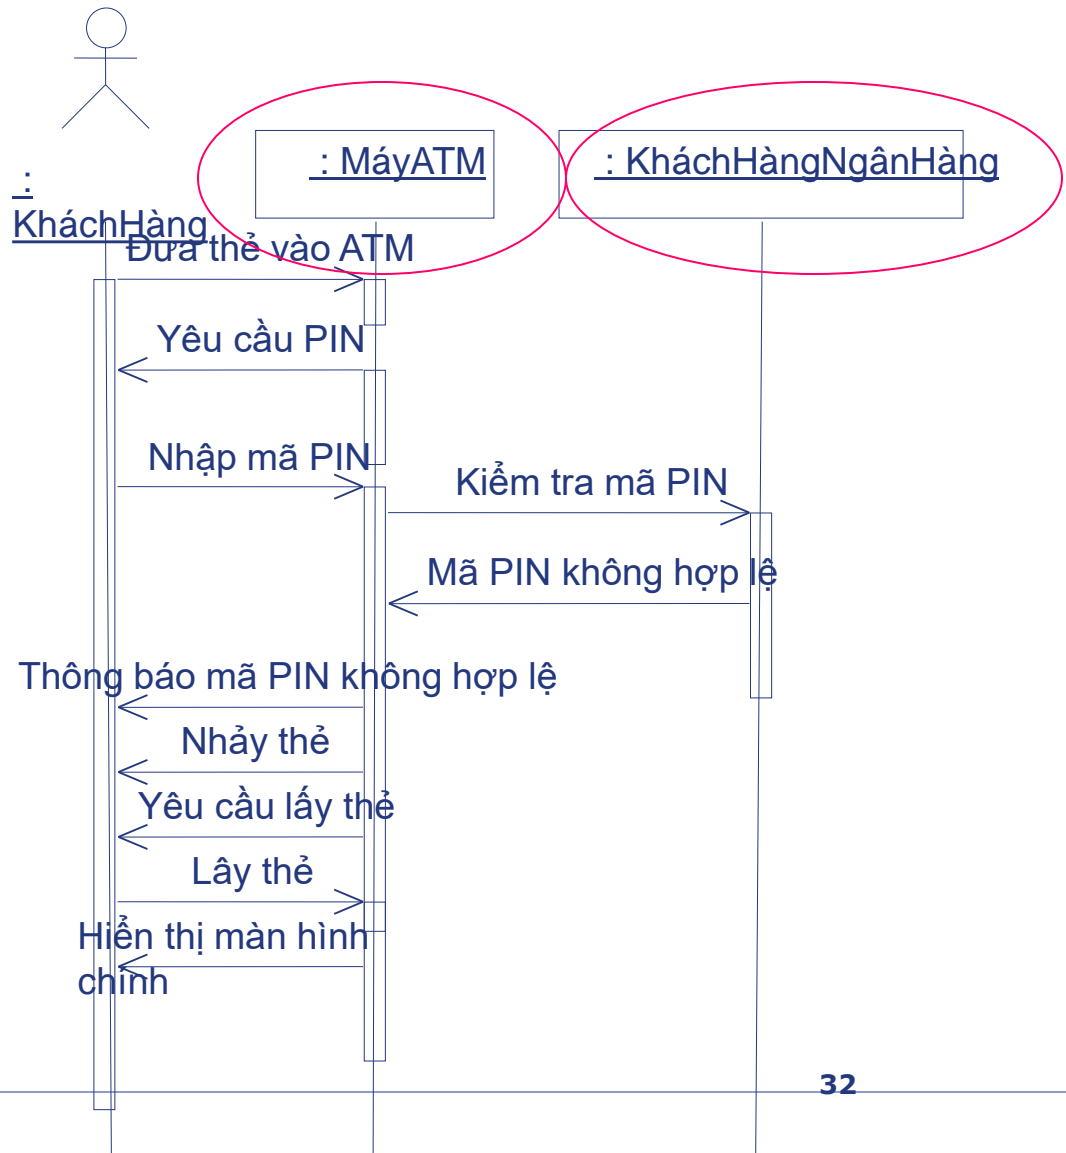 : MáyATM
: KháchHàngNgânHàng
:
KháchHàng
Đưa thẻ vào ATM
Yêu cầu PIN
Nhập mã PIN
Kiểm tra mã PIN
Mã PIN không hợp lệ
Thông báo mã PIN không hợp lệ
Nhảy thẻ
Yêu cầu lấy thẻ
Lây thẻ
Hiển thị màn hình
chính
32